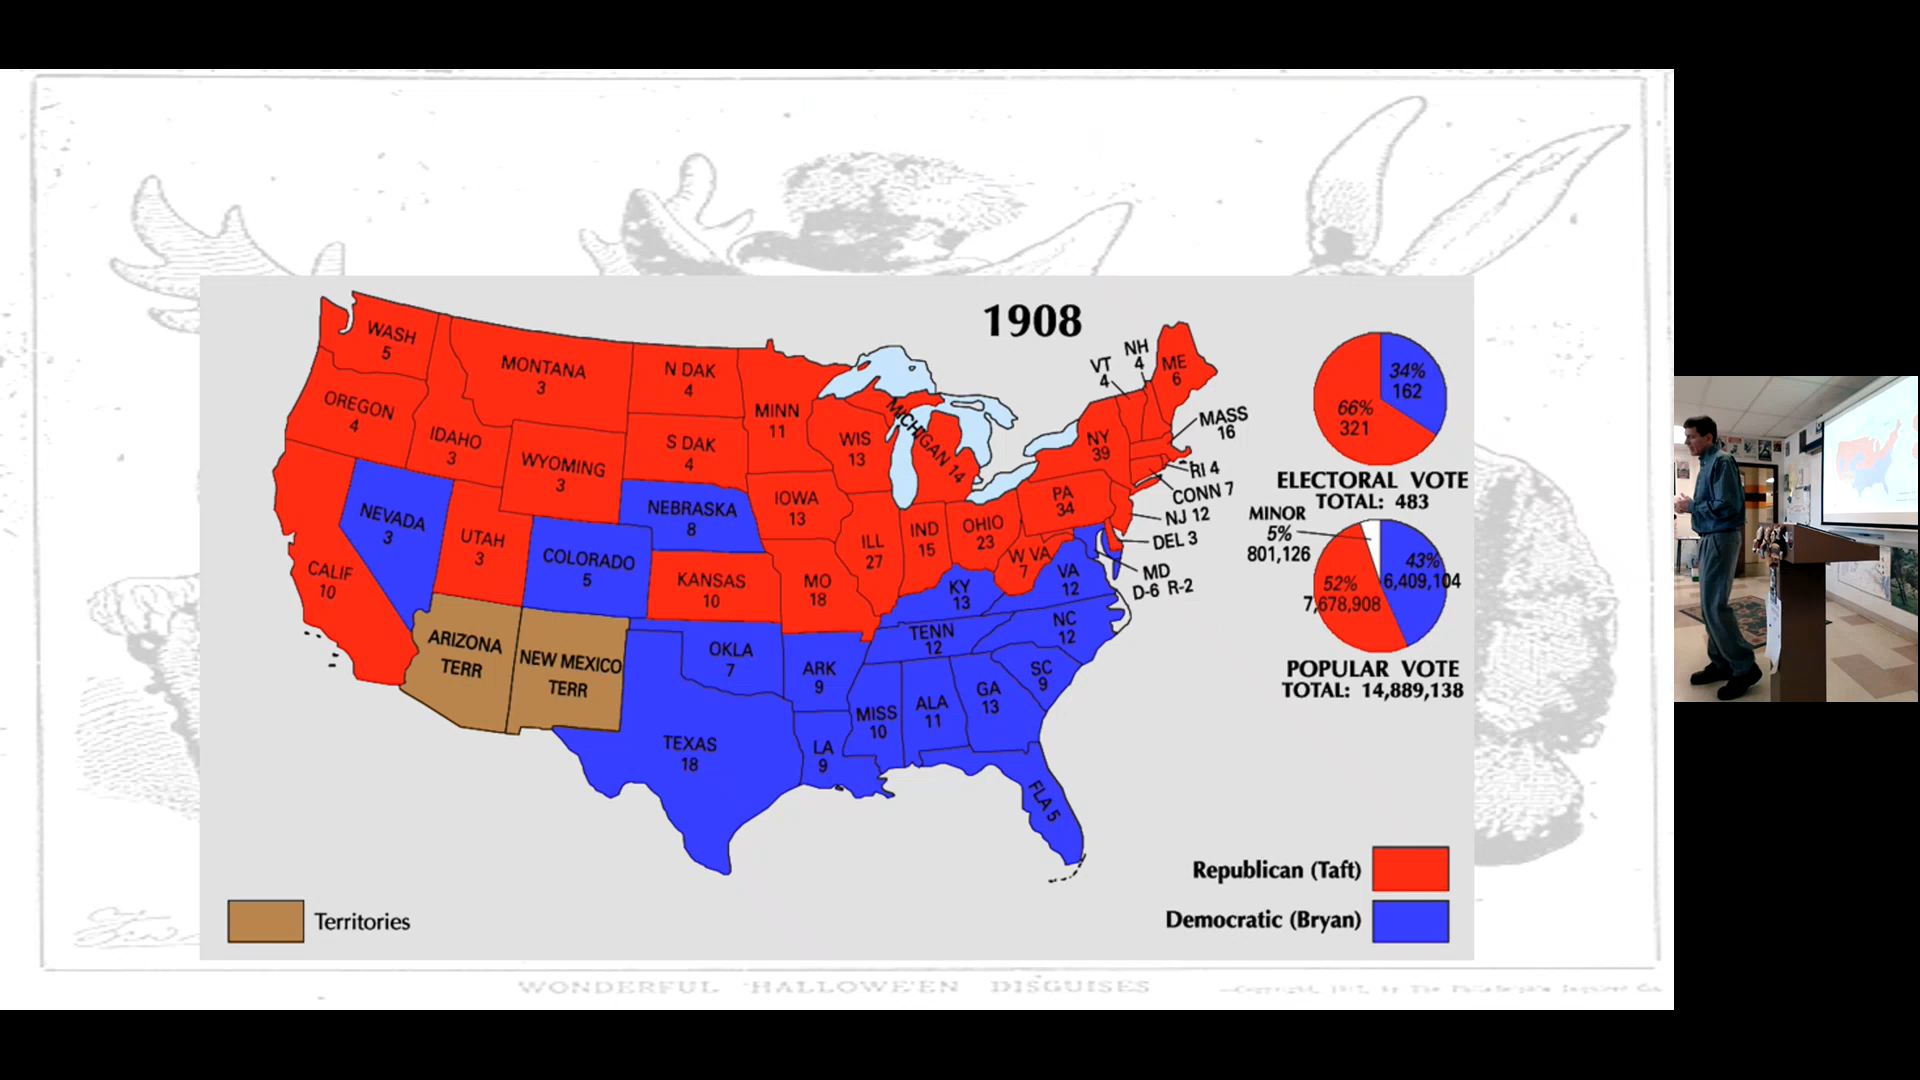 1908
WASH
5
MONTANA
3
N DAK
4
MINN
11
OREGON
4
IDAHO
3
WYOMING
3
S DAK
4
WIS
13
MICHIGAN 14
NY
39
VT
4
NH
4
ME
6
MASS
16
RI 4
CONN 7
NJ 12
DEL 3
MD
D-6 R-2
NEVADA
3
UTAH
3
COLORADO
5
NEBRASKA
8
IOWA
13
ILL
27
IND
15
OHIO
23
PA
34
W VA
7
VA
12
CALIF
10
KANSAS
10
MO
18
KY
13
TENN
12
NC
12
SC
9
ARIZONA
TERR
NEW MEXICO
TERR
OKLA
7
ARK
9
MISS
10
ALA
11
GA
13
TEXAS
18
LA
9
FLA 5
34%
162
66%
321
ELECTORAL VOTE
TOTAL: 483
MINOR
5%
801,126
43%
6,409,104
52%
7,678,908
POPULAR VOTE
TOTAL: 14,889,138
Republican (Taft)
Democratic (Bryan)
Territories
WONDERFUL HALLOWE'EN DISGUISES